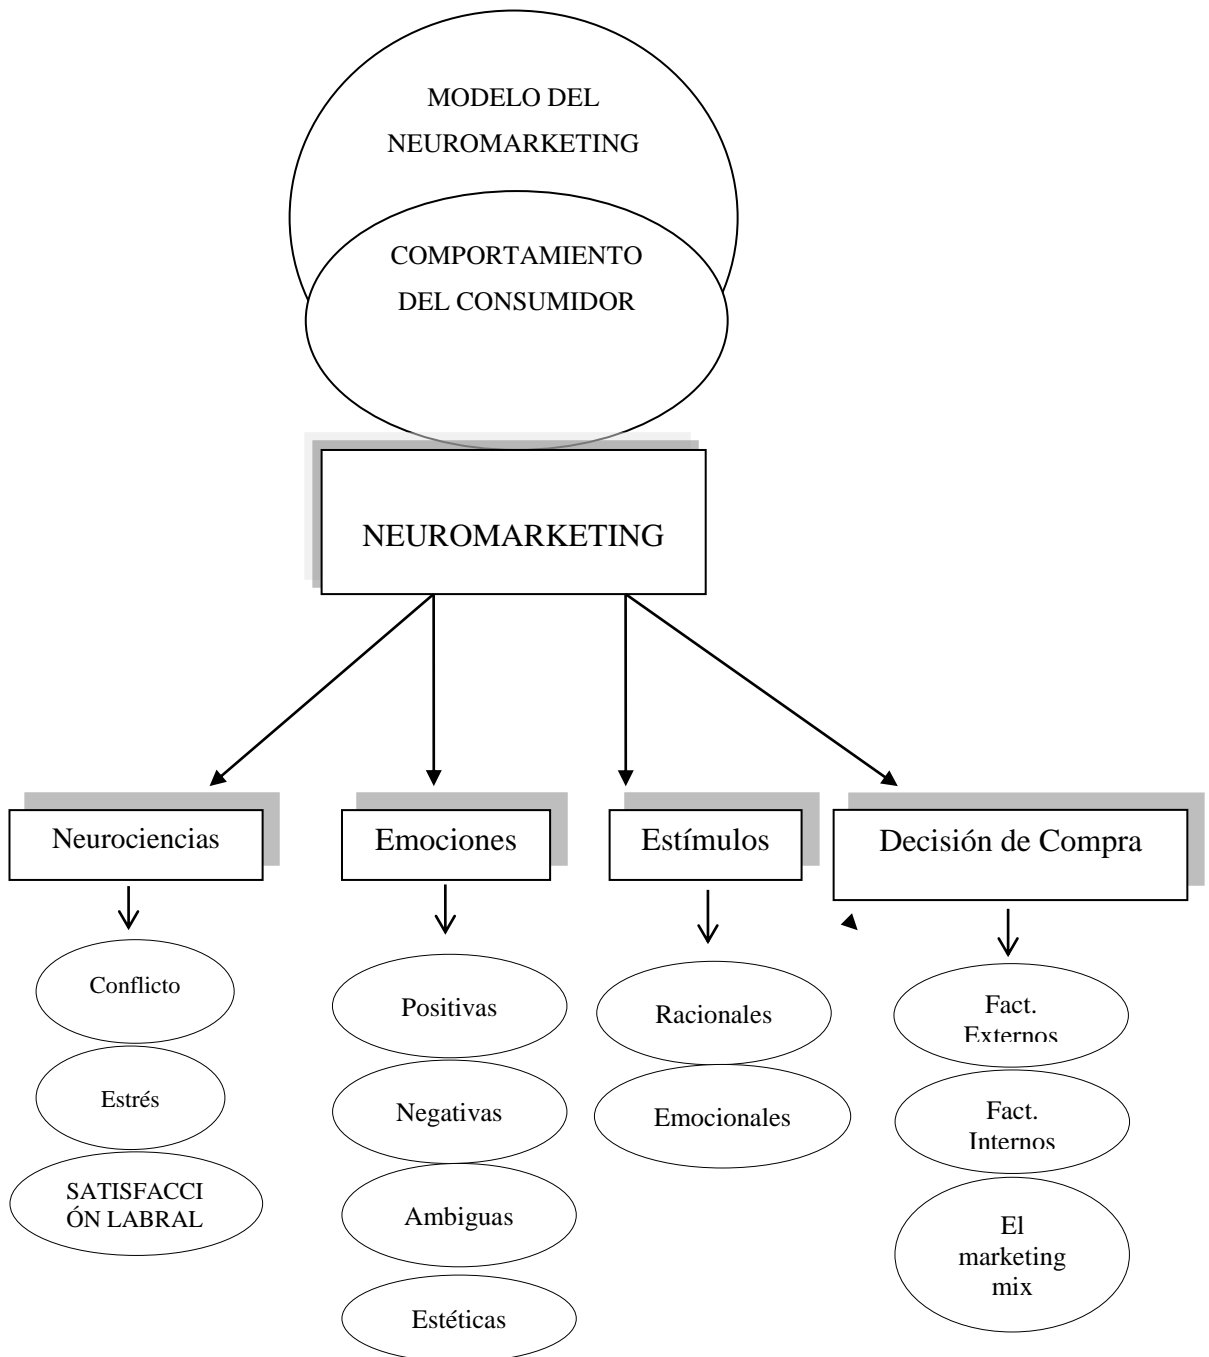 MODELO DEL
NEUROMARKETING
COMPORTAMIENTO
DEL CONSUMIDOR
NEUROMARKETING
Neurociencias
Emociones
Estímulos
Decisión de Compra
Conflicto
Estrés
SATISFACCI
ÓN LABRAL
Positivas
Negativas
Ambiguas
Estéticas
Racionales
Emocionales
Fact.
Externos
Fact.
Internos
El
marketing
mix